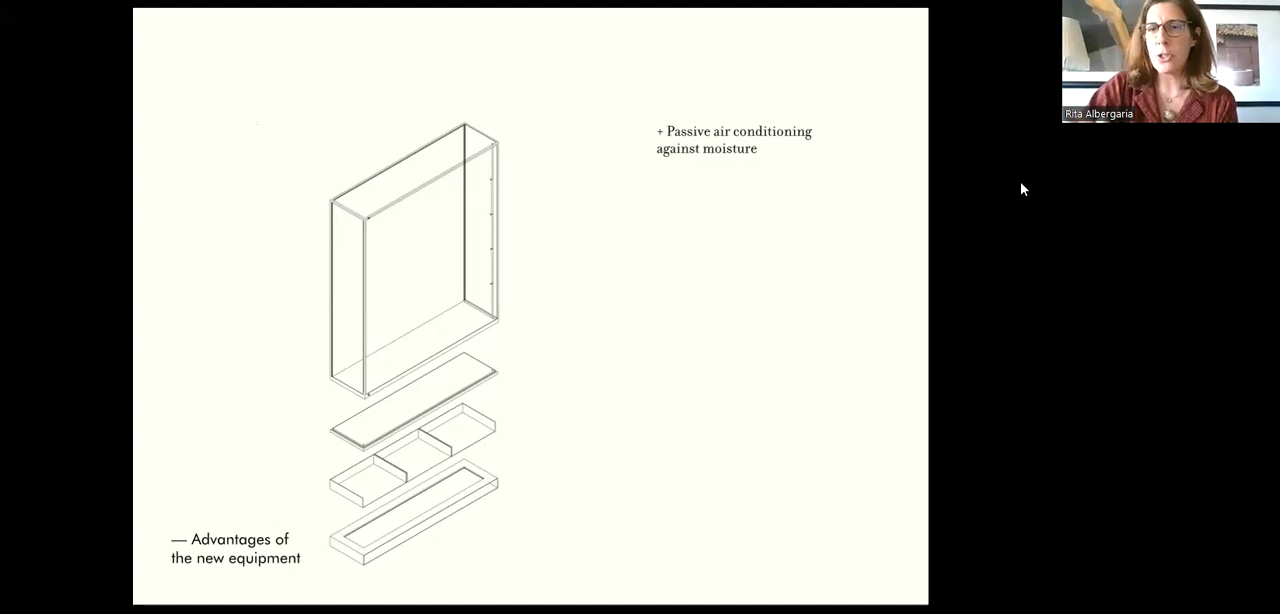 + Passive air conditioning
against moisture
— Advantages of
the new equipment
Rita Albergaria